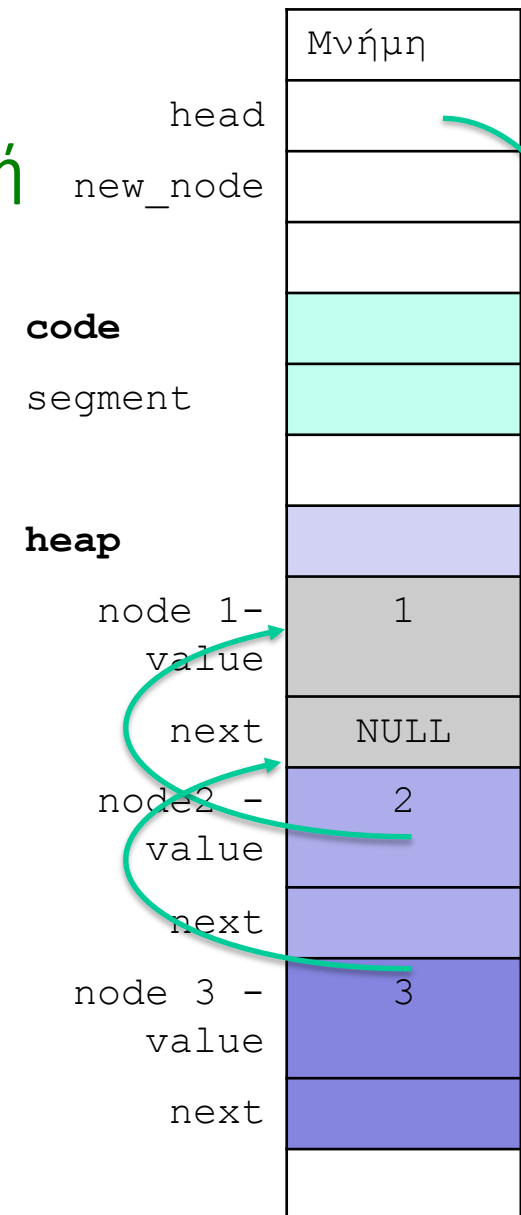 Μνήμη
head
ή
new_node
code
segment
heap
node 1-
value
1
next
NULL
node2 -
value
2
next
node 3 -
value
3
next